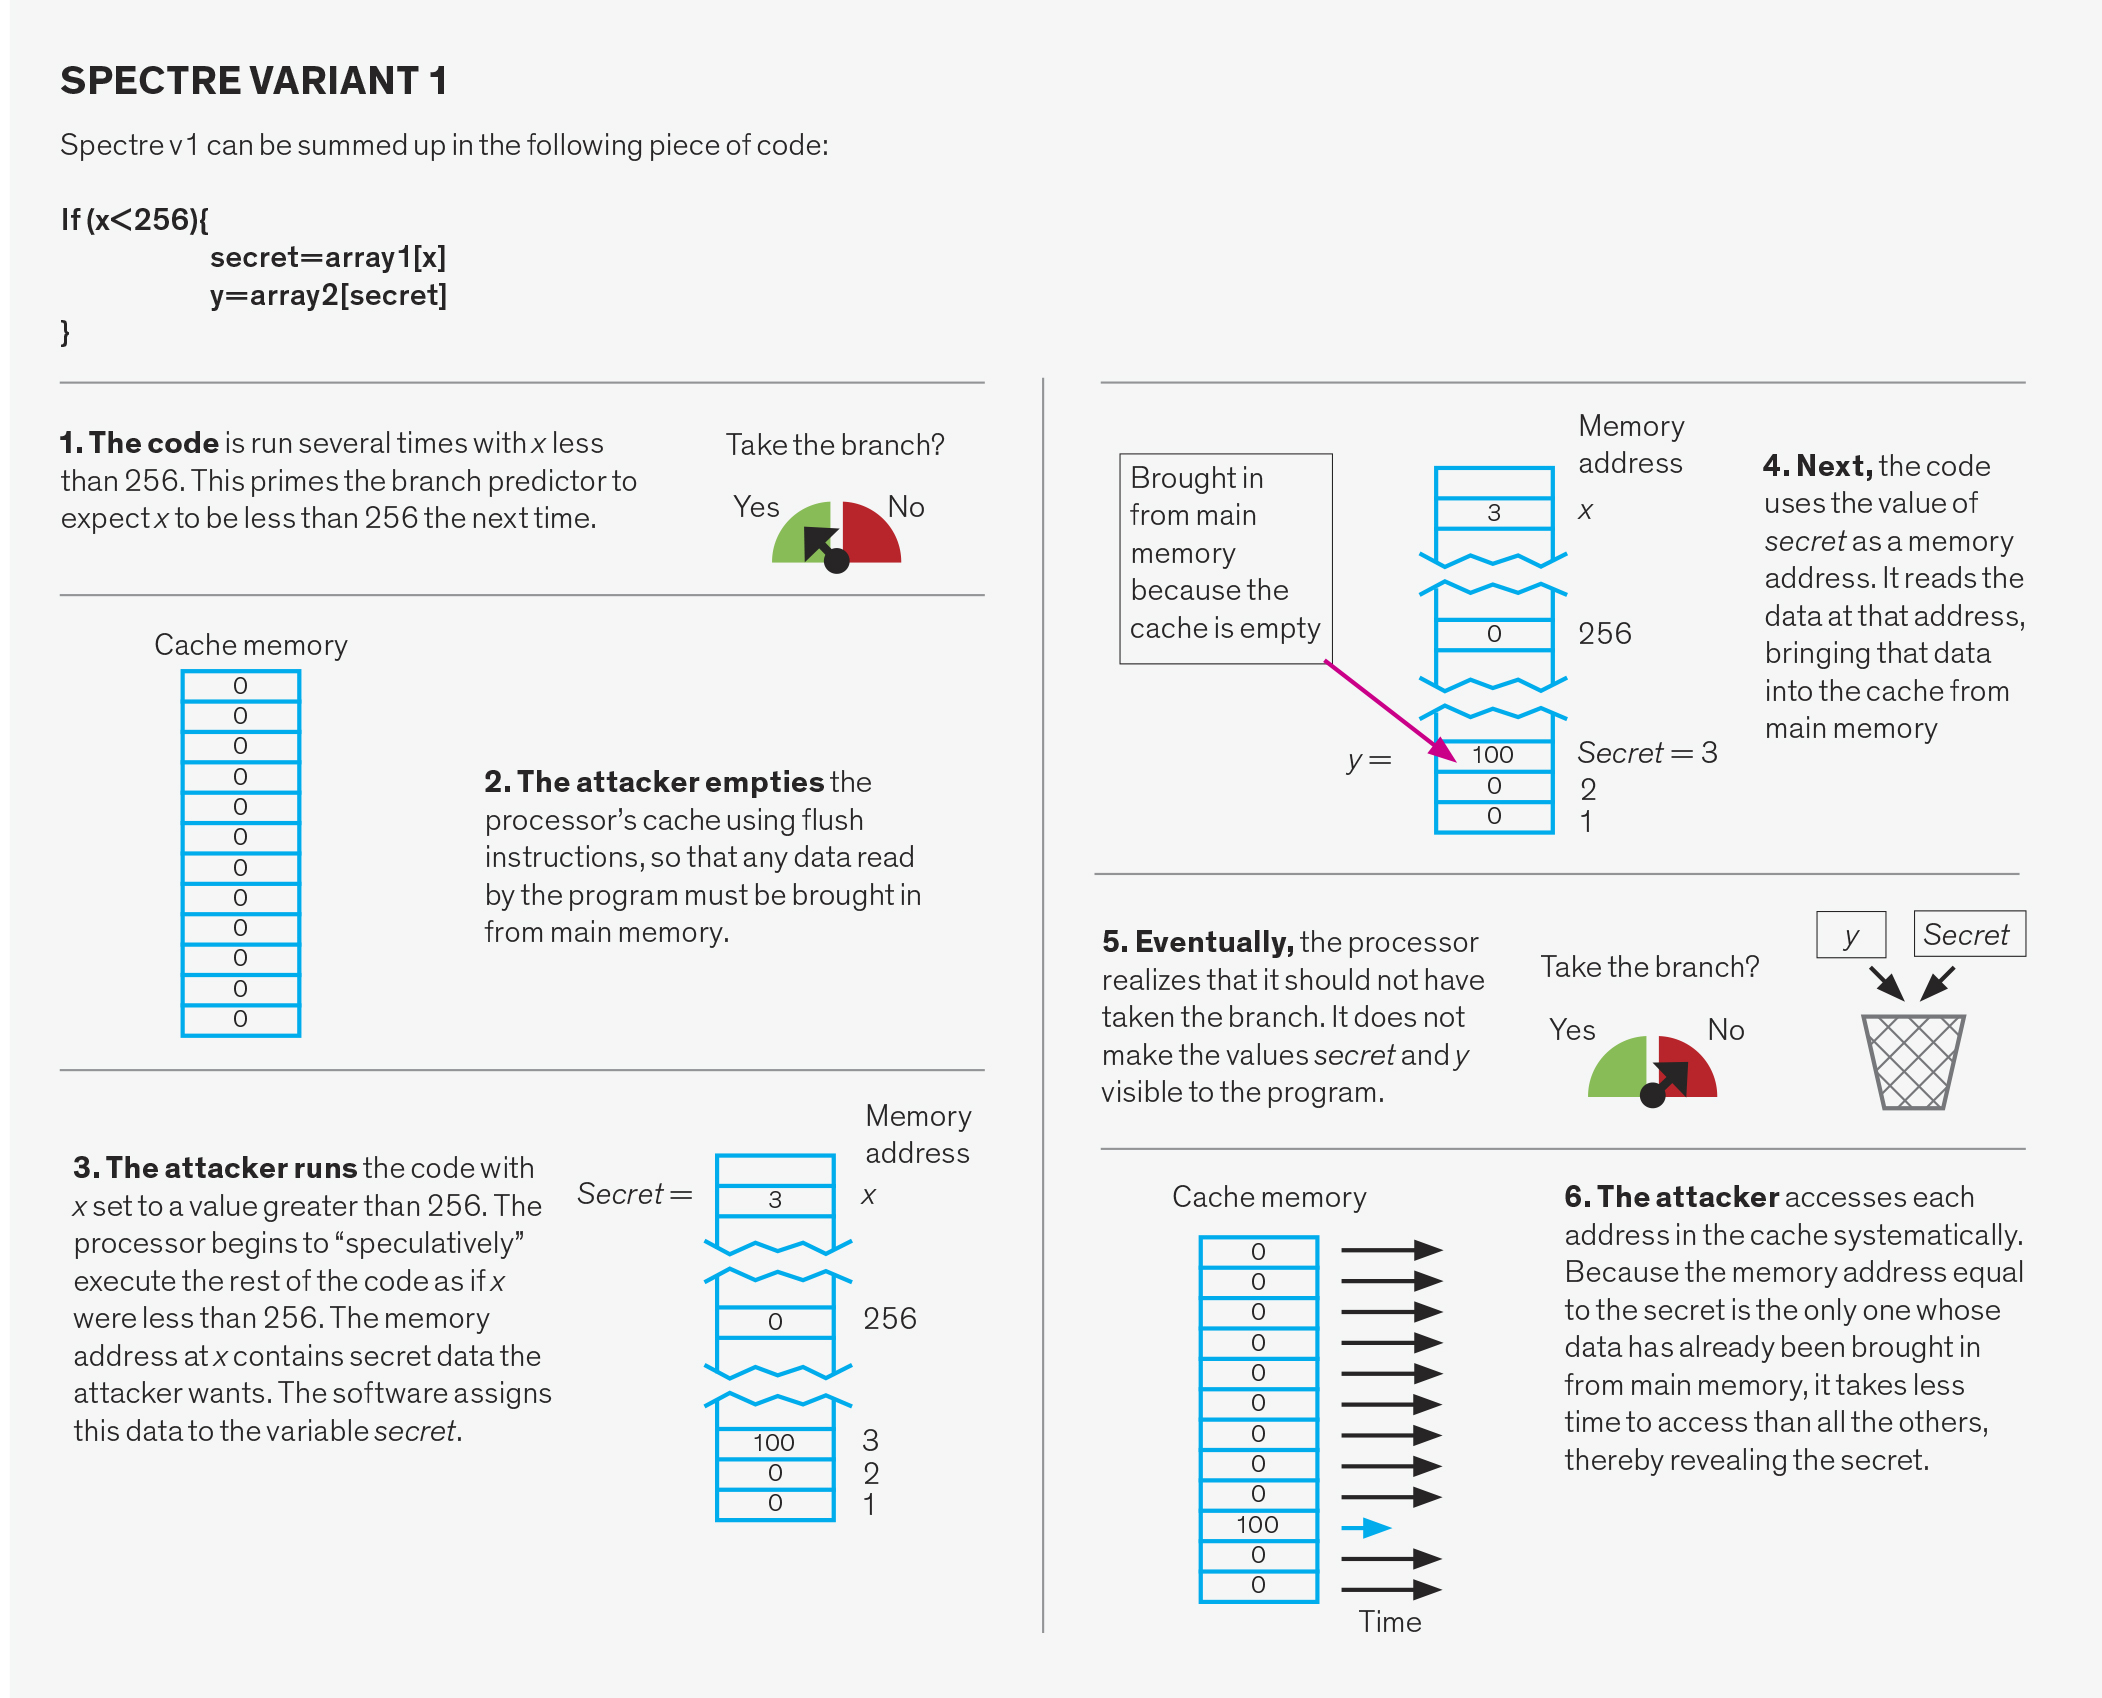 SPECTRE VARIANT 1
Spectre v1 can be summed up in the following piece of code:
If (x<256){
secret=array1[x]
y=array2[secret]
}
1. The code is run several times with x less
than 256. This primes the branch predictor to
expect x to be less than 256 the next time.
Take the branch?
Yes
No
Cache memory
0
0
0
0
0
0
0
0
0
0
0
0
2. The attacker empties the
processor’s cache using flush
instructions, so that any data read
by the program must be brought in
from main memory.
3. The attacker runs the code with
x set to a value greater than 256. The
processor begins to “speculatively”
execute the rest of the code as if x
were less than 256. The memory
address at x contains secret data the
attacker wants. The software assigns
this data to the variable secret.
Memory
address
Secret = 3 x
0 256
100 3
0 2
0 1
Brought in
from main
memory
because the
cache is empty
Memory
address
3 x
0 256
y = 100 Secret = 3
0 2
0 1
4. Next, the code
uses the value of
secret as a memory
address. It reads the
data at that address,
bringing that data
into the cache from
main memory
5. Eventually, the processor
realizes that it should not have
taken the branch. It does not
make the values secret and y
visible to the program.
Take the branch?
Yes
No
y
Secret
Cache memory
0
0
0
0
0
0
0
0
0
100
0
0
Time
6. The attacker accesses each
address in the cache systematically.
Because the memory address equal
to the secret is the only one whose
data has already been brought in
from main memory, it takes less
time to access than all the others,
thereby revealing the secret.